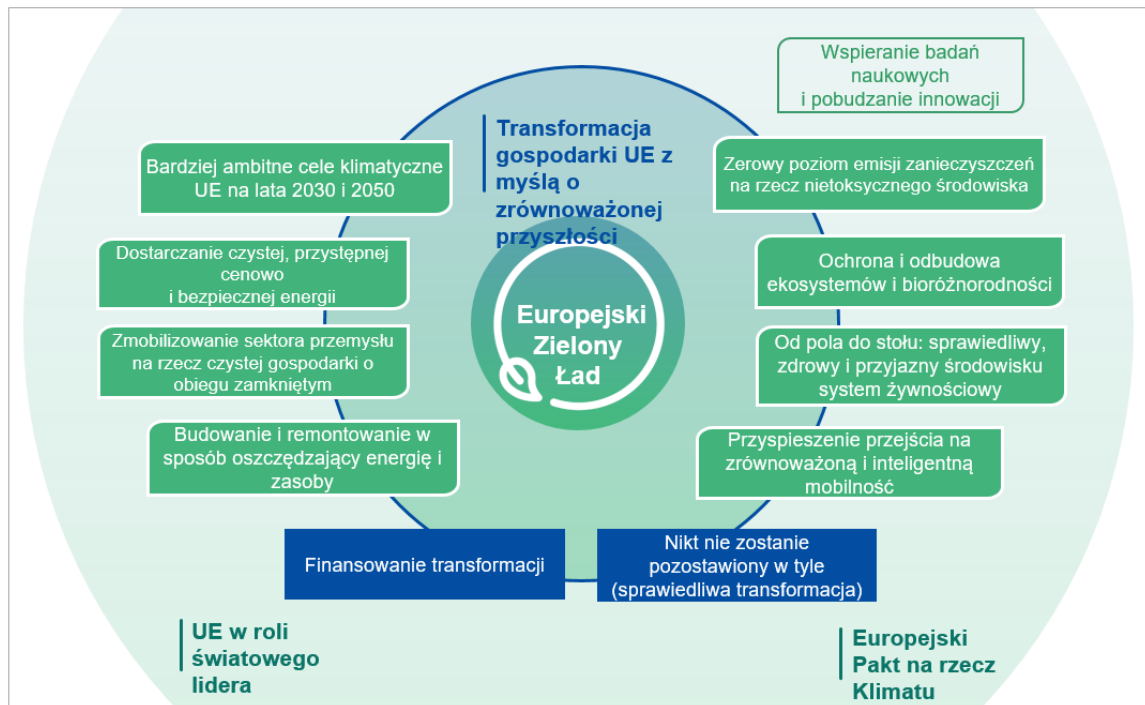 Wspieranie badań
naukowych
i pobudzanie innowacji
Transformacja
gospodarki UE z
myślą o
zrównoważonej
przyszłości
Bardziej ambitne cele klimatyczne
UE na lata 2030 i 2050
Zerowy poziom emisji zanieczyszczeń
na rzecz nietoksycznego środowiska
Dostarczanie czystej, przystępnej
cenowo
i bezpiecznej energii
Ochrona i odbudowa
ekosystemów i bioróżnorodności
Europejski
Zielony
Ład
Zmobilizowanie sektora przemysłu
na rzecz czystej gospodarki o
obiegu zamkniętym
Od pola do stołu: sprawiedliwy,
zdrowy i przyjazny środowisku
system żywnościowy
Budowanie i remontowanie w
sposób oszczędzający energię i
zasoby
Przyspieszenie przejścia na
zrównoważoną i inteligentną
mobilność
Finansowanie transformacji
Nikt nie zostanie
pozostawiony w tyle
(sprawiedliwa transformacja)
UE w roli
światowego
lidera
Europejski
Pakt na rzecz
Klimatu